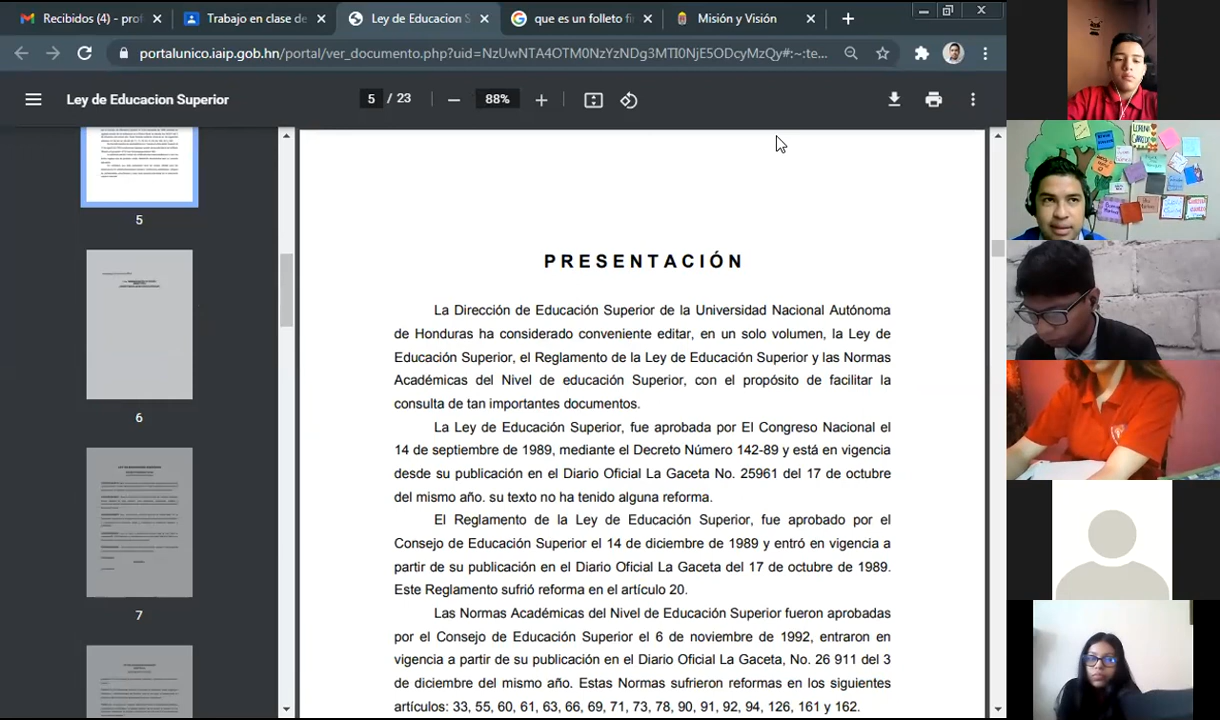 Recibidos (4) - prof
Trabajo en clase de
Ley de Educacion S
que es un folleto fi
Misión y Visión
portalunico.iaip.gob.hn/portal/ver_documento.php?uid=NzUwNTA4OTM0NzYzNDg3MTI0NjE5ODcyMzQy#:~:te...
Ley de Educacion Superior
5 / 23
88%
5
6
7
PRESENTACIÓN
La Dirección de Educación Superior de la Universidad Nacional Autónoma
de Honduras ha considerado conveniente editar, en un solo volumen, la Ley de
Educación Superior, el Reglamento de la Ley de Educación Superior y las Normas
Académicas del Nivel de educación Superior, con el propósito de facilitar la
consulta de tan importantes documentos.
La Ley de Educación Superior, fue aprobada por El Congreso Nacional el
14 de septiembre de 1989, mediante el Decreto Número 142-89 y está en vigencia
desde su publicación en el Diario Oficial La Gaceta No. 25961 del 17 de octubre
del mismo año. su texto no ha tenido alguna reforma.
El Reglamento de la Ley de Educación Superior, fue aprobado por el
Consejo de Educación Superior el 14 de diciembre de 1989 y entró en vigencia a
partir de su publicación en el Diario Oficial La Gaceta del 17 de octubre de 1989.
Este Reglamento sufrió reforma en el artículo 20.
Las Normas Académicas del Nivel de Educación Superior fueron aprobadas
por el Consejo de Educación Superior el 6 de noviembre de 1992, entraron en
vigencia a partir de su publicación en el Diario Oficial La Gaceta, No. 26 911 del 3
de diciembre del mismo año. Estas Normas sufrieron reformas en los siguientes
artículos: 33, 55, 60, 61, 63, 65, 69, 71, 73, 78, 90, 91, 92, 94, 126, 161 y 162.